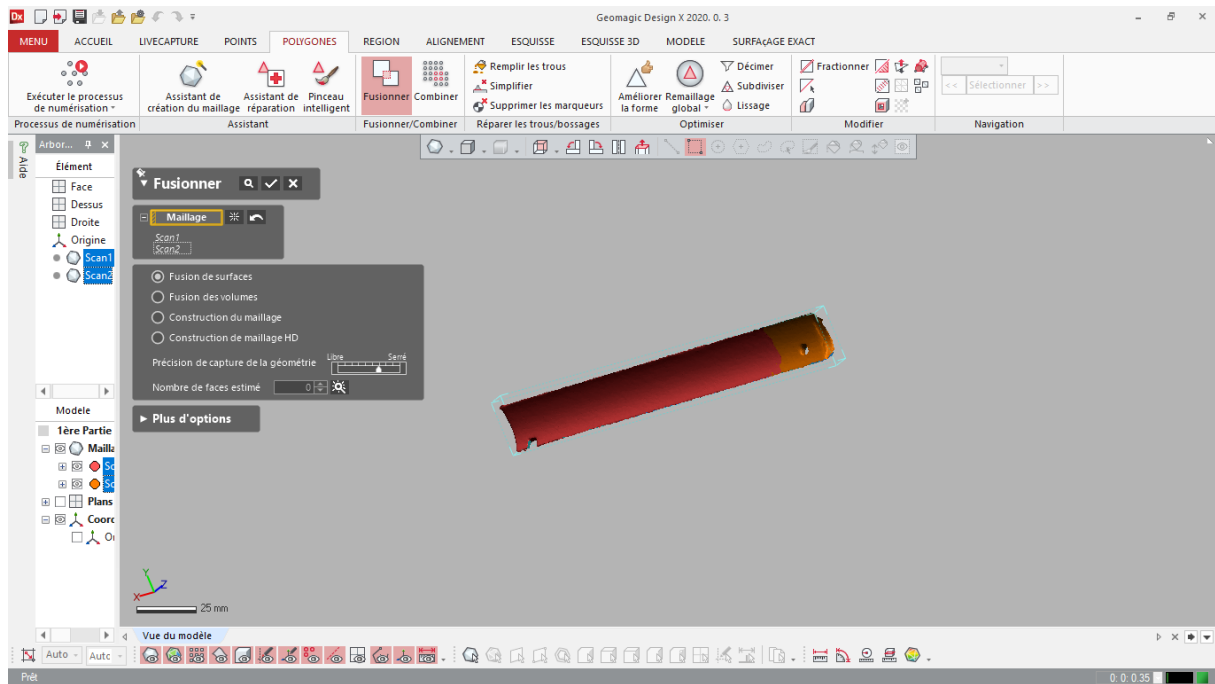 Dx
Geomagic Design X 2020. 0. 3
MENU ACCUEIL LIVECAPTURE POINTS POLYGONES REGION ALIGNEMENT ESQUISSE ESQUISSE 3D MODELE SURFAçAGE EXACT
Exécuter le processus
de numérisation
Assistant de
création du maillage
Assistant de
réparation
Pinceau
intelligent
Fusionner
Combiner
Remplir les trous
Simplifier
Supprimer les marqueurs
Améliorer
la forme
Remaillage
global
Décimer
Subdiviser
Lissage
Fractionner
<< Sélectionner >>
Processus de numérisation Assistant Fusionner/Combiner Réparer les trous/bossages Optimiser Modifier Navigation
Aide
Arbor...
Élément
Face
Dessus
Droite
Origine
Scan1
Scan2
Fusionner
Maillage
Scan1
Scan2
Fusion de surfaces
Fusion des volumes
Construction du maillage
Construction de maillage HD
Précision de capture de la géométrie
Libre Serré
Nombre de faces estimé 0
Plus d'options
Modele
1ère Partie
Mailla
Sc
Sc
Plans
Coord
Or
Y
Z
X
25 mm
Vue du modèle
Auto Autc
Prêt
0: 0: 0.35